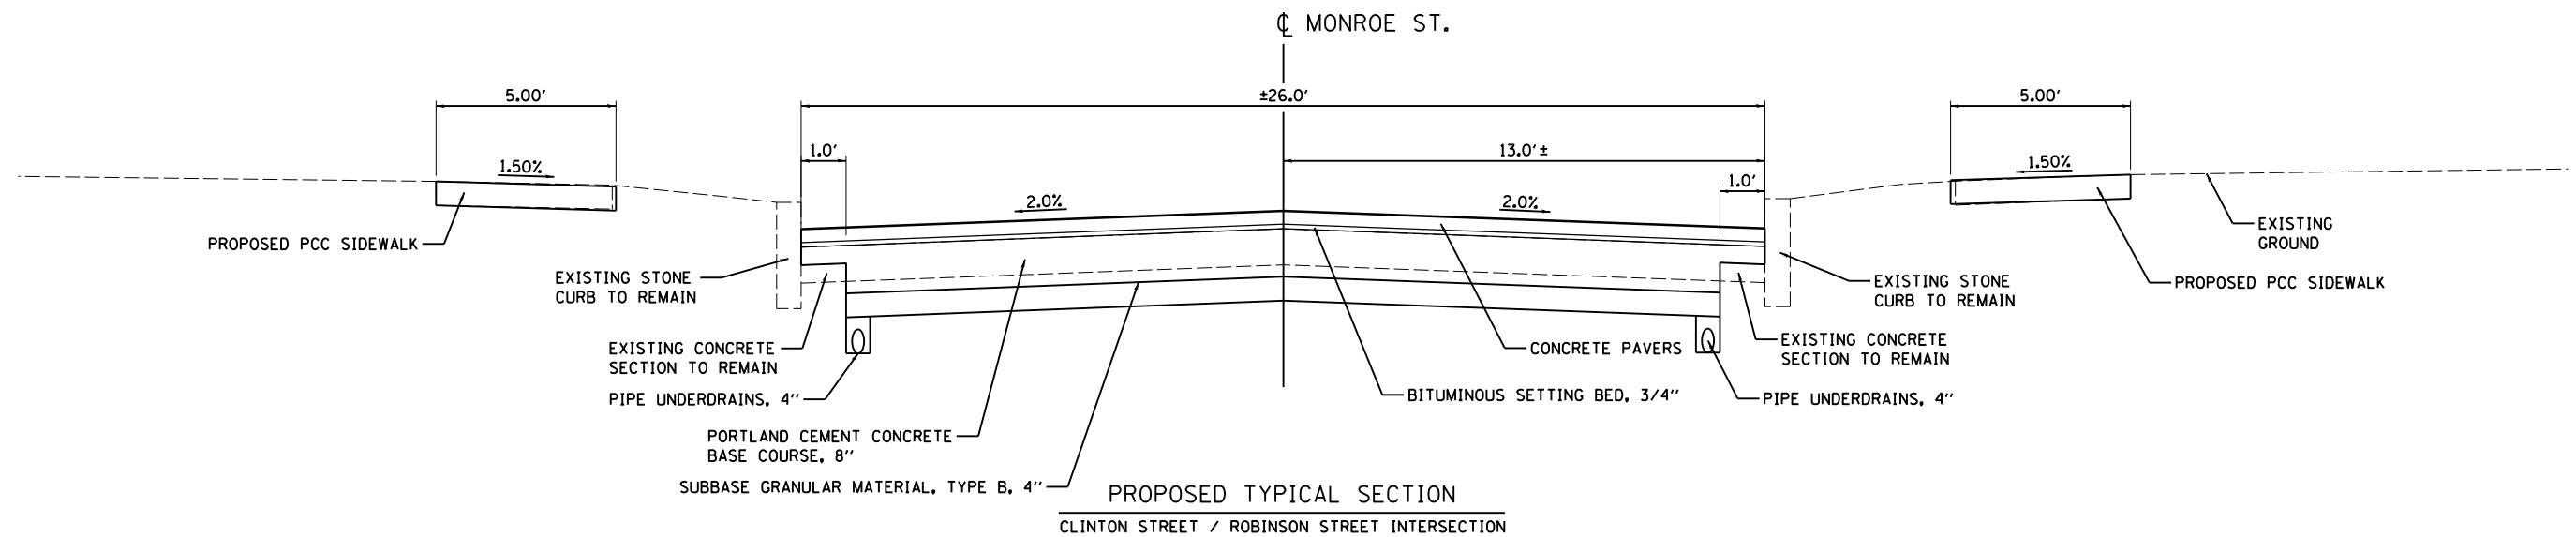 ℄ MONROE ST.
5.00'
±26.0'
5.00'
1.0'
13.0'±
1.50%
1.50%
1.0'
2.0%
2.0%
PROPOSED PCC SIDEWALK
EXISTING
GROUND
EXISTING STONE
CURB TO REMAIN
EXISTING STONE
CURB TO REMAIN
PROPOSED PCC SIDEWALK
EXISTING CONCRETE
SECTION TO REMAIN
CONCRETE PAVERS
EXISTING CONCRETE
SECTION TO REMAIN
PIPE UNDERDRAINS, 4''
BITUMINOUS SETTING BED, 3/4''
PIPE UNDERDRAINS, 4''
PORTLAND CEMENT CONCRETE
BASE COURSE, 8''
SUBBASE GRANULAR MATERIAL, TYPE B, 4''
PROPOSED TYPICAL SECTION
CLINTON STREET / ROBINSON STREET INTERSECTION